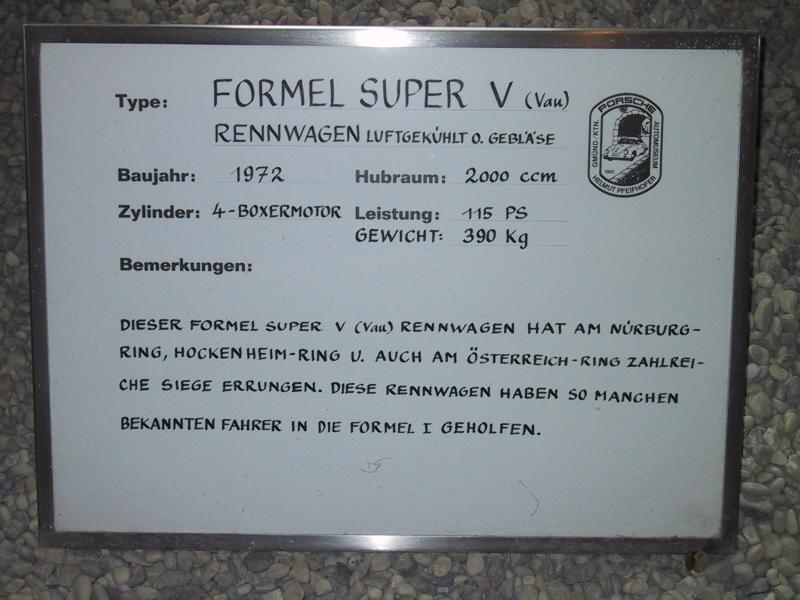 Type: FORMEL SUPER V (Vau)
RENNWAGEN LUFTGEKÜHLT O. GEBLÄSE
Baujahr: 1972 Hubraum: 2000 ccm
Zylinder: 4-BOXERMOTOR Leistung: 115 PS
GEWICHT: 390 Kg
Bemerkungen:
DIESER FORMEL SUPER V (Vau) RENNWAGEN HAT AM NÜRBURG-
RING, HOCKENHEIM-RING U. AUCH AM ÖSTERREICH-RING ZAHLREI-
CHE SIEGE ERRUNGEN. DIESE RENNWAGEN HABEN SO MANCHEN
BEKANNTEN FAHRER IN DIE FORMEL I GEHOLFEN.
PORSCHE
AUTOMUSEUM
HELMUT PFEIFHOFER
GMÜND/KTN.
1982